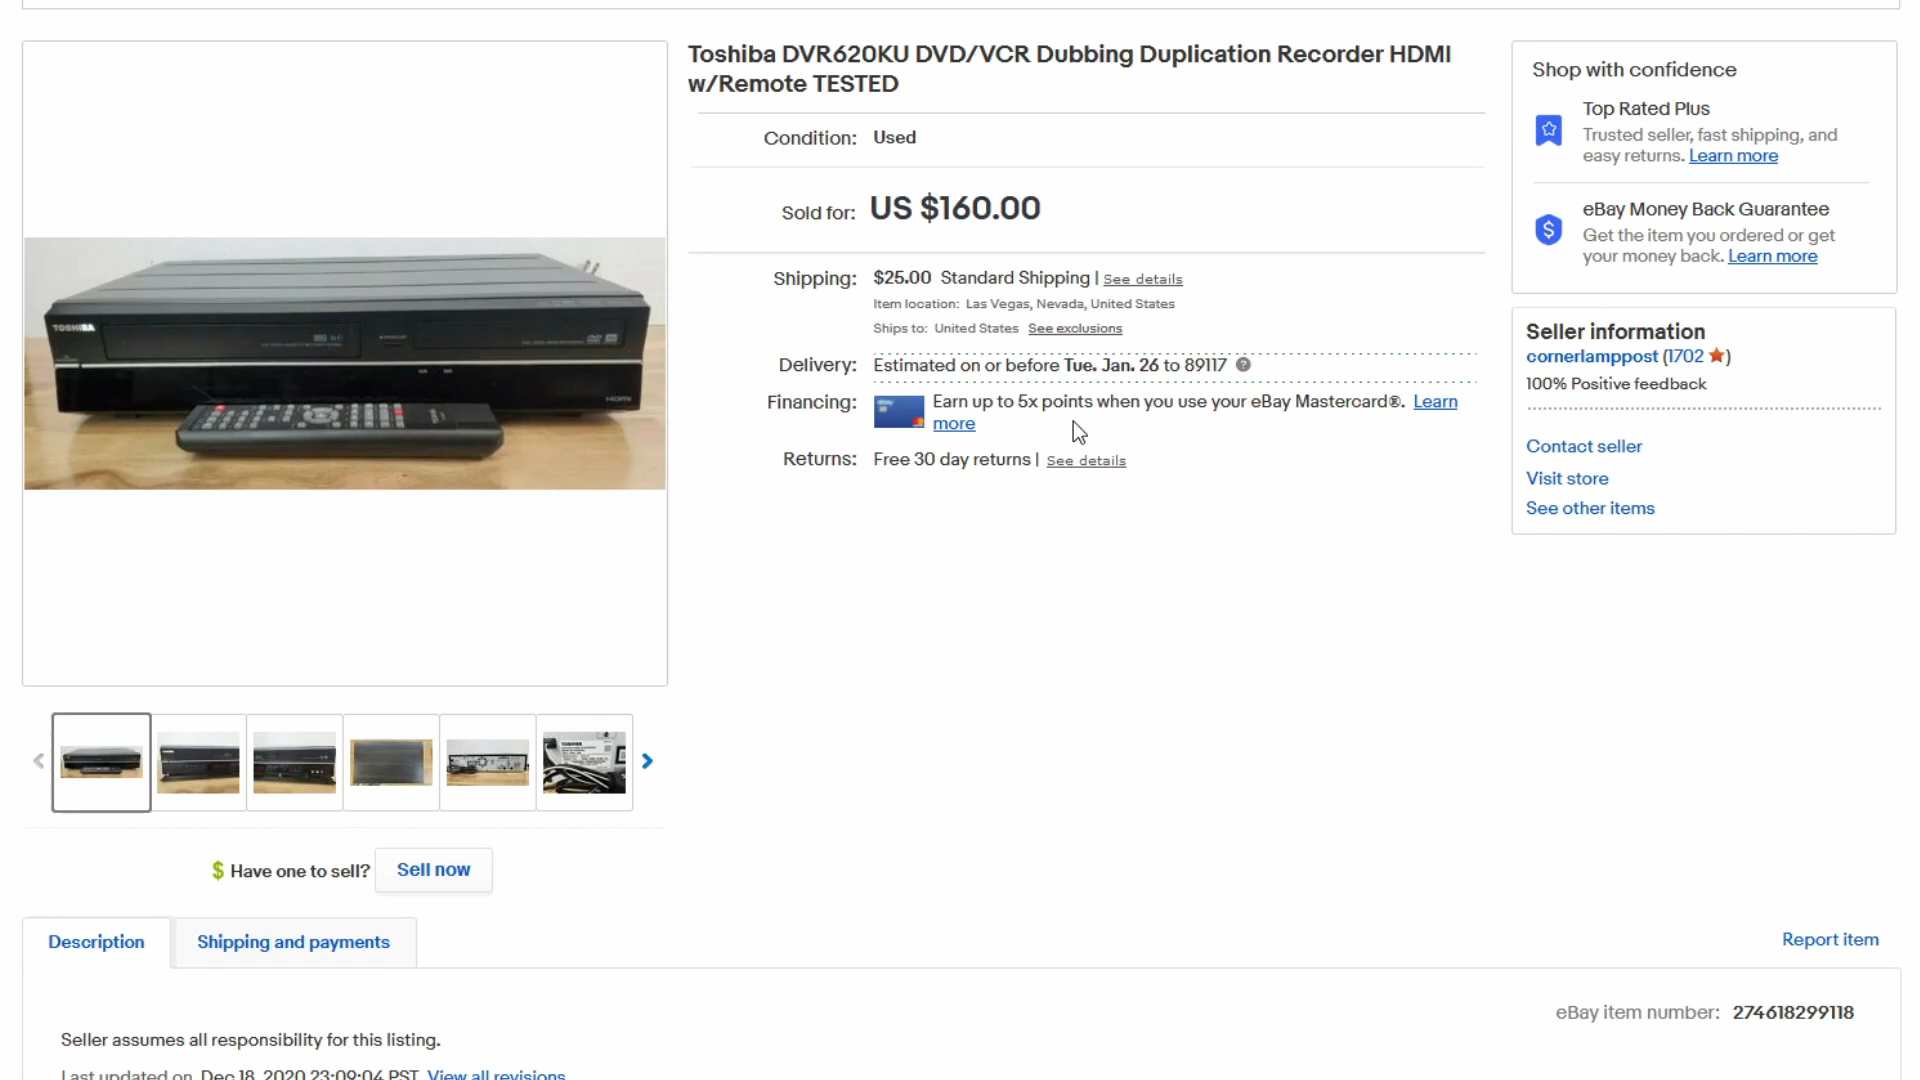 Toshiba DVR620KU DVD/VCR Dubbing Duplication Recorder HDMI
w/Remote TESTED
Condition: Used
Sold for: US $160.00
Shipping: $25.00 Standard Shipping | See details
Item location: Las Vegas, Nevada, United States
Ships to: United States See exclusions
Delivery: Estimated on or before Tue. Jan. 26 to 89117
Financing: Earn up to 5x points when you use your eBay Mastercard®. Learn
more
Returns: Free 30 day returns | See details
Shop with confidence
Top Rated Plus
Trusted seller, fast shipping, and
easy returns. Learn more
eBay Money Back Guarantee
Get the item you ordered or get
your money back. Learn more
Seller information
cornerlamppost (1702)
100% Positive feedback
Contact seller
Visit store
See other items
TOSHIBA
HDMI
$ Have one to sell? Sell now
Description Shipping and payments
Report item
eBay item number: 274618299118
Seller assumes all responsibility for this listing.
Last updated on Dec 18, 2020 23:09:04 PST View all revisions